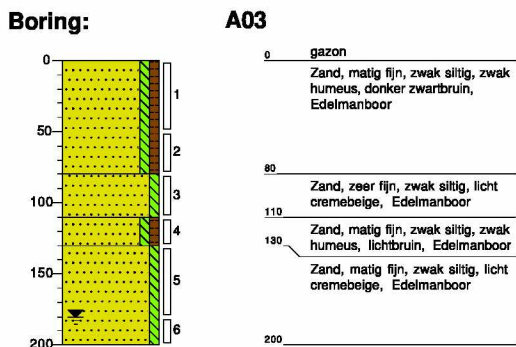 Boring: A03
0
50
100
150
200
1
2
3
4
5
6
0 gazon
Zand, matig fijn, zwak siltig, zwak
humeus, donker zwartbruin,
Edelmanboor
80
Zand, zeer fijn, zwak siltig, licht
cremebeige, Edelmanboor
110
Zand, matig fijn, zwak siltig, zwak
humeus, lichtbruin, Edelmanboor
130
Zand, matig fijn, zwak siltig, licht
cremebeige, Edelmanboor
200